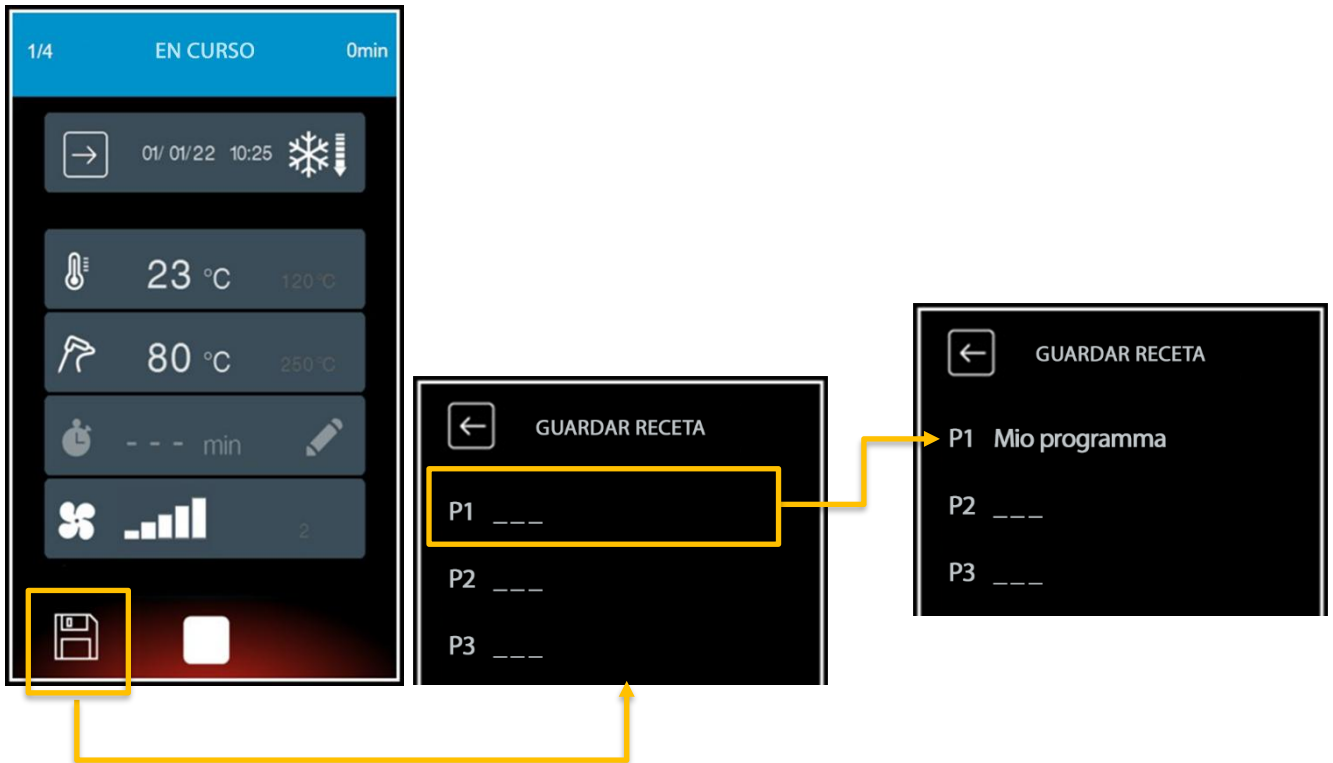 1/4 EN CURSO 0min
01/ 01/22 10:25
23 °C 120 °C
80 °C 250 °C
- - - min
2
GUARDAR RECETA
P1 _ _ _
P2 _ _ _
P3 _ _ _
GUARDAR RECETA
P1 Mio programma
P2 _ _ _
P3 _ _ _